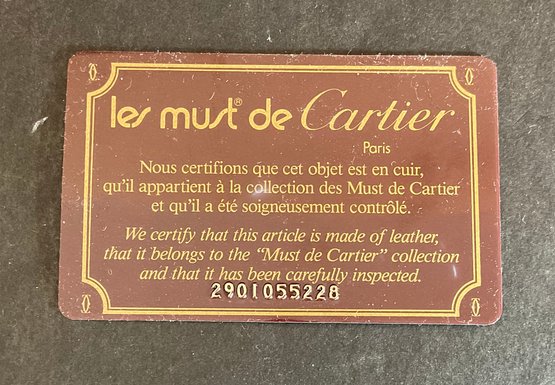 les must® de Cartier
Paris
Nous certifions que cet objet est en cuir,
qu'il appartient à la collection des Must de Cartier
et qu'il a été soigneusement contrôlé.
We certify that this article is made of leather,
that it belongs to the "Must de Cartier" collection
and that it has been carefully inspected.
2901055228